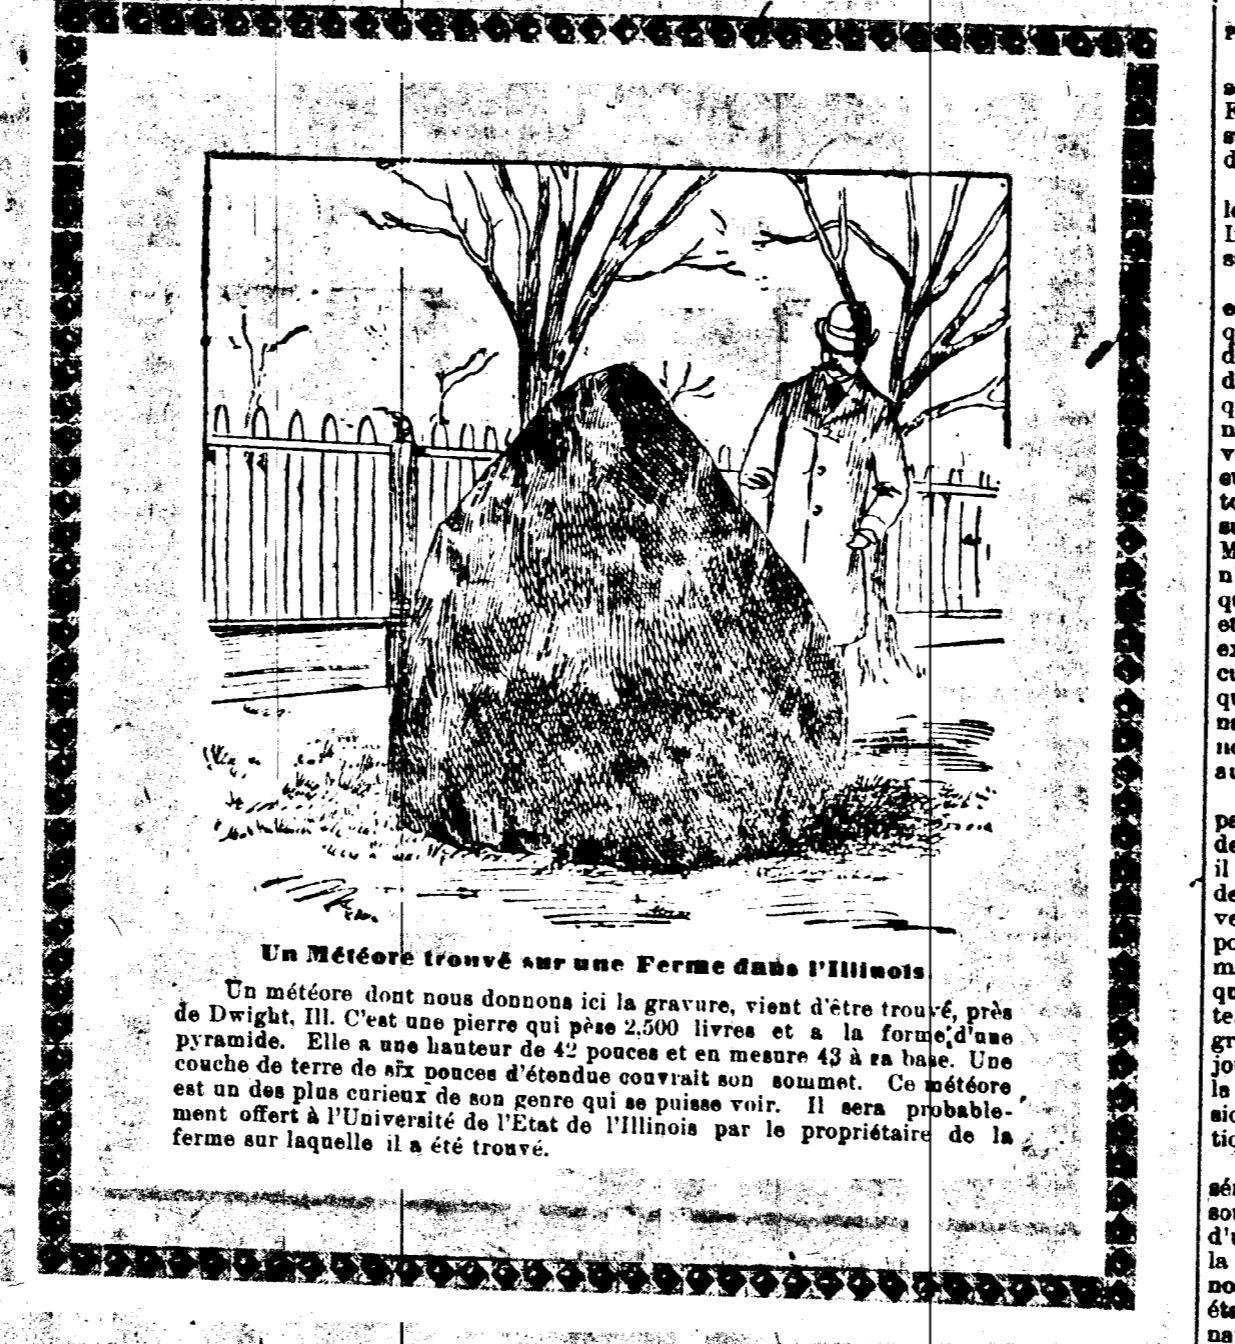 Un Météore trouvé sur une Ferme dans l'Illinois.
Un météore dont nous donnons ici la gravure, vient d'être trouvé, près
de Dwight, Ill. C'est une pierre qui pèse 2,500 livres et a la forme d'une
pyramide. Elle a une hauteur de 42 pouces et en mesure 43 à sa base. Une
couche de terre de six pouces d'étendue couvrait son sommet. Ce météore
est un des plus curieux de son genre qui se puisse voir. Il sera probable-
ment offert à l'Université de l'Etat de l'Illinois par le propriétaire de la
ferme sur laquelle il a été trouvé.